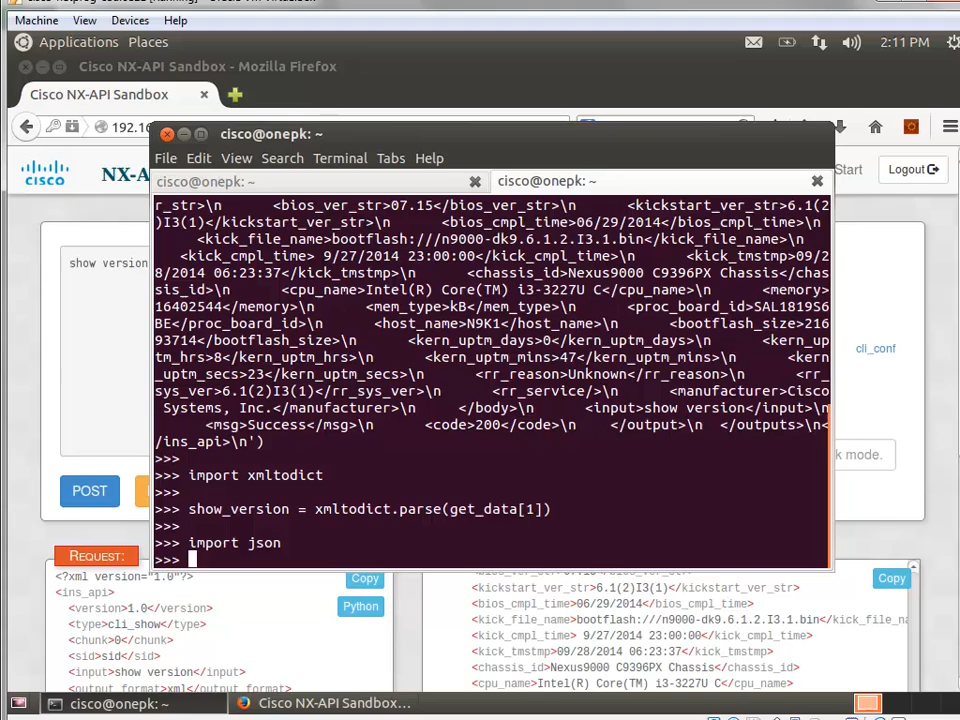 Machine View Devices Help
Applications Places 2:11 PM
Cisco NX-API Sandbox - Mozilla Firefox
Cisco NX-API Sandbox
192.16
cisco@onepk: ~
File Edit View Search Terminal Tabs Help
cisco@onepk: ~ cisco@onepk: ~
CISCO NX-A Start Logout
r_str>\n <bios_ver_str>07.15</bios_ver_str>\n <kickstart_ver_str>6.1(2
)I3(1)</kickstart_ver_str>\n <bios_cmpl_time>06/29/2014</bios_cmpl_time>\n
<kick_file_name>bootflash:///n9000-dk9.6.1.2.I3.1.bin</kick_file_name>\n
<kick_cmpl_time> 9/27/2014 23:00:00</kick_cmpl_time>\n <kick_tmstmp>09/2
8/2014 06:23:37</kick_tmstmp>\n <chassis_id>Nexus9000 C9396PX Chassis</chas
sis_id>\n <cpu_name>Intel(R) Core(TM) i3-3227U C</cpu_name>\n <memory>
16402544</memory>\n <mem_type>kB</mem_type>\n <proc_board_id>SAL1819S6
BE</proc_board_id>\n <host_name>N9K1</host_name>\n <bootflash_size>216
93714</bootflash_size>\n <kern_uptm_days>0</kern_uptm_days>\n <kern_up
tm_hrs>8</kern_uptm_hrs>\n <kern_uptm_mins>47</kern_uptm_mins>\n <kern
_uptm_secs>23</kern_uptm_secs>\n <rr_reason>Unknown</rr_reason>\n <rr_
sys_ver>6.1(2)I3(1)</rr_sys_ver>\n <rr_service/>\n <manufacturer>Cisco
Systems, Inc.</manufacturer>\n </body>\n <input>show version</input>\n
<msg>Success</msg>\n <code>200</code>\n </output>\n </outputs>\n<
/ins_api>\n')
>>>
>>> import xmltodict
>>>
>>> show_version = xmltodict.parse(get_data[1])
>>>
>>> import json
>>>
show version
cli_conf
k mode.
POST
REQUEST:
Copy
Python
<?xml version="1.0"?>
<ins_api>
<version>1.0</version>
<type>cli_show</type>
<chunk>0</chunk>
<sid>sid</sid>
<input>show version</input>
<output_format>xml</output_format>
Copy
<kickstart_ver_str>6.1(2)I3(1)</kickstart_ver_str>
<bios_cmpl_time>06/29/2014</bios_cmpl_time>
<kick_file_name>bootflash:///n9000-dk9.6.1.2.I3.1.bin</kick_file_na
<kick_cmpl_time> 9/27/2014 23:00:00</kick_cmpl_time>
<kick_tmstmp>09/28/2014 06:23:37</kick_tmstmp>
<chassis_id>Nexus9000 C9396PX Chassis</chassis_id>
<cpu_name>Intel(R) Core(TM) i3-3227U C</cpu_name>
cisco@onepk: ~ Cisco NX-API Sandbox...